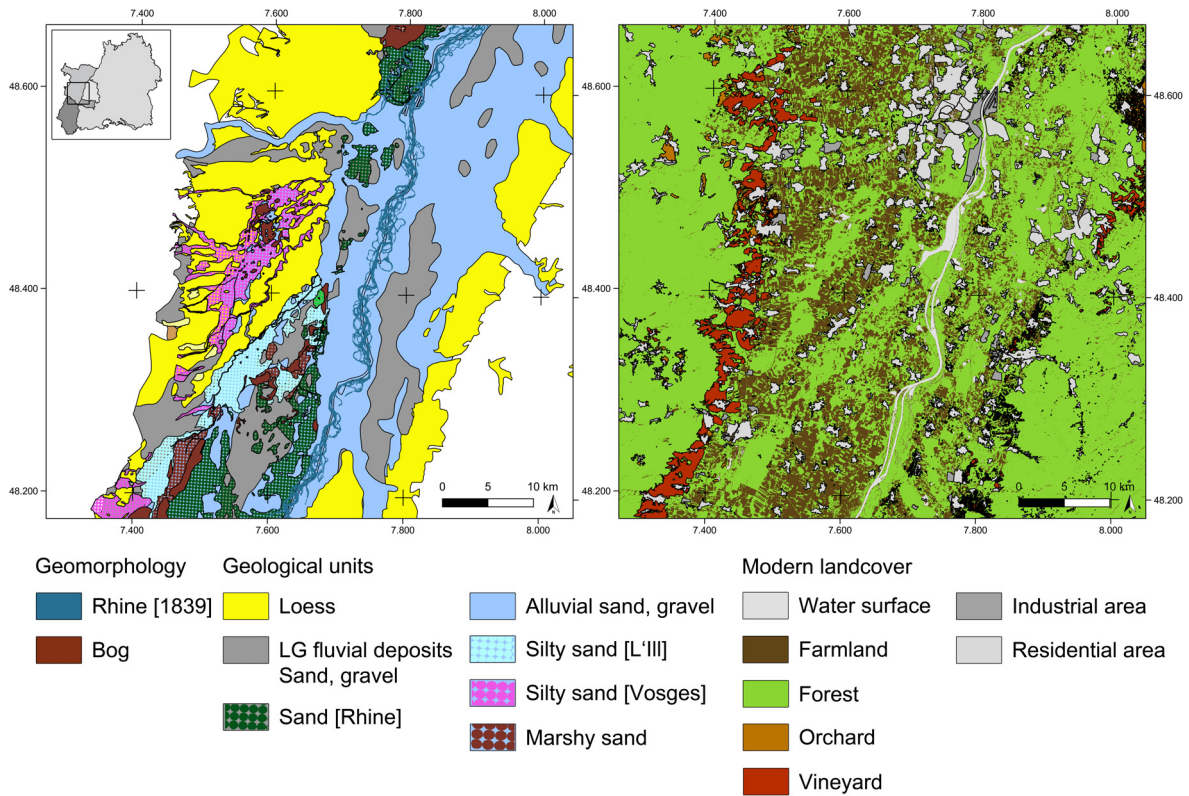 7.400 7.600 7.800 8.000
7.400 7.600 7.800 8.000
48.600
48.400
48.200
48.600
48.400
48.200
0 5 10 km
N
0 5 10 km
N
7.400 7.600 7.800 8.000
7.400 7.600 7.800 8.000
Geomorphology
Rhine [1839]
Bog
Geological units
Loess
LG fluvial deposits
Sand, gravel
Sand [Rhine]
Alluvial sand, gravel
Silty sand [L'Ill]
Silty sand [Vosges]
Marshy sand
Modern landcover
Water surface
Farmland
Forest
Orchard
Vineyard
Industrial area
Residential area